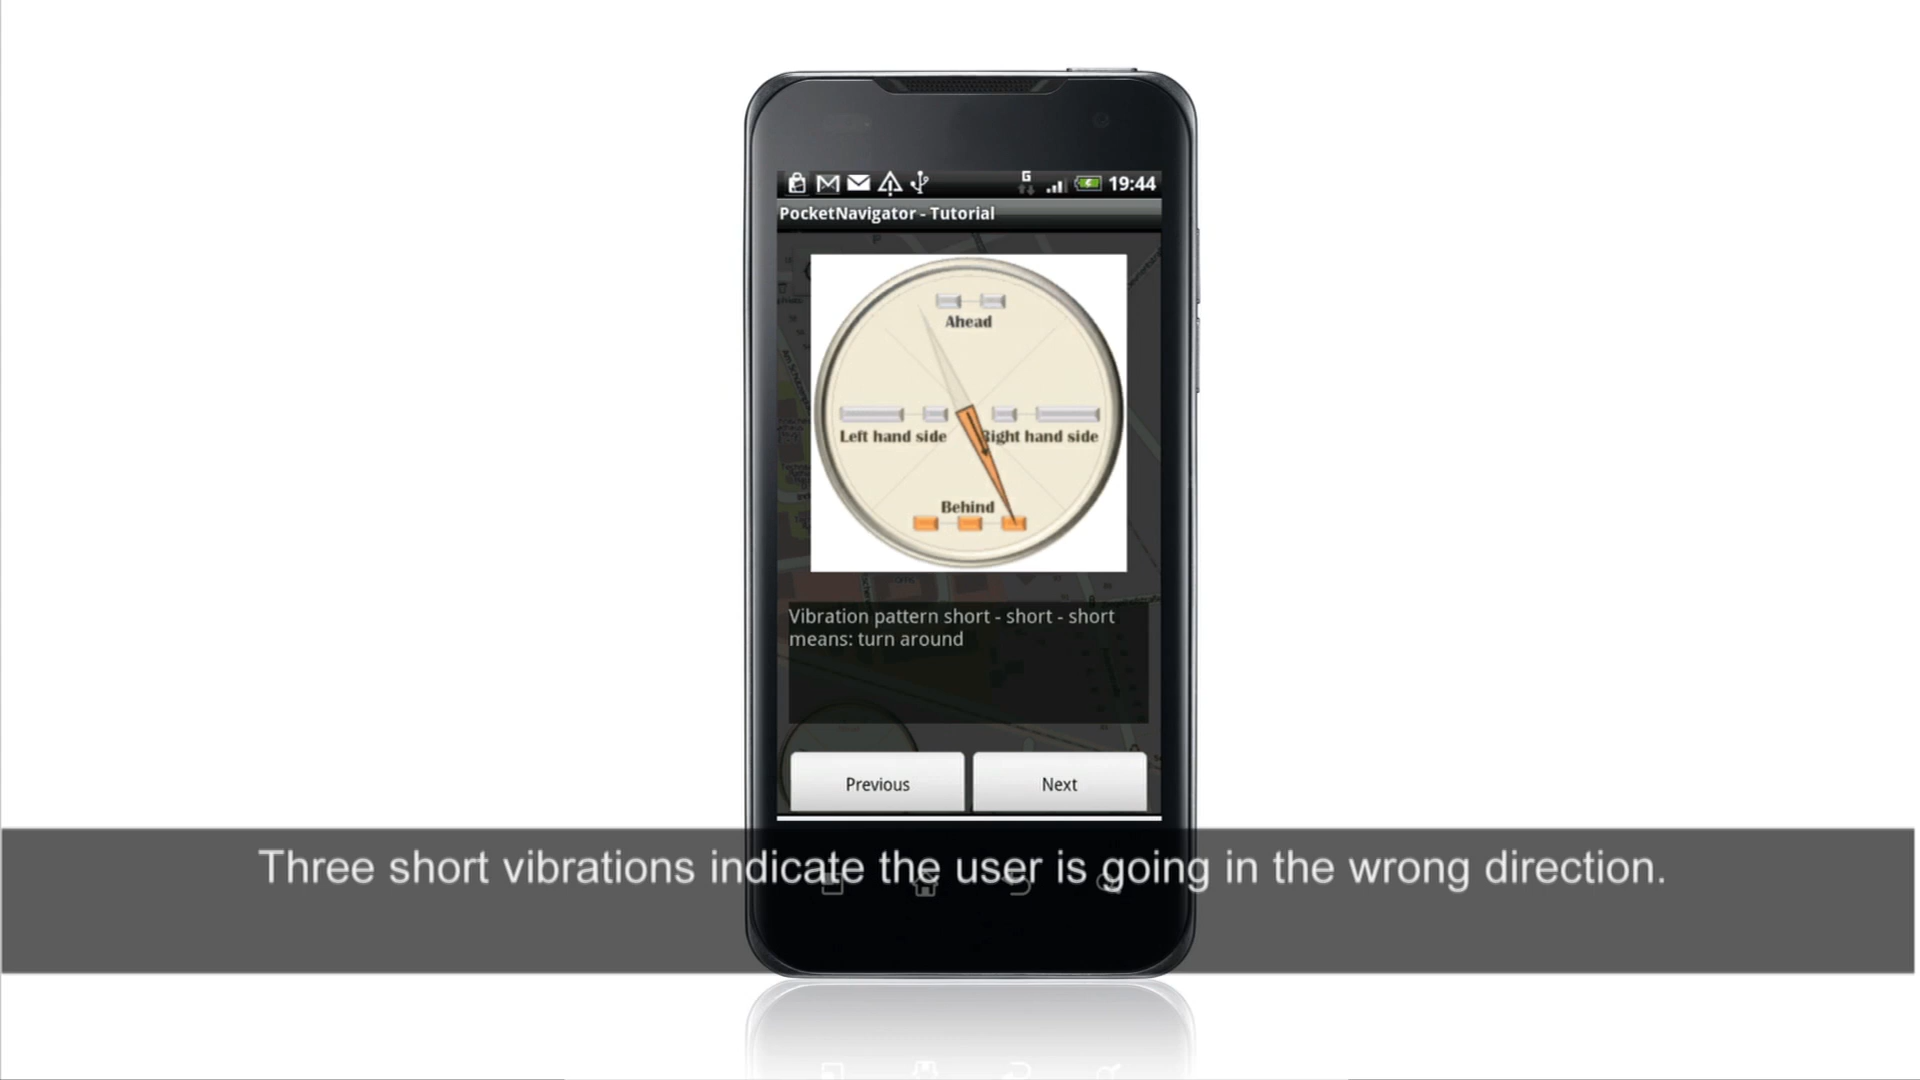 G
19:44
PocketNavigator - Tutorial
Ahead
Left hand side
Right hand side
Behind
Vibration pattern short - short - short
means: turn around
Previous
Next
Three short vibrations indicate the user is going in the wrong direction.